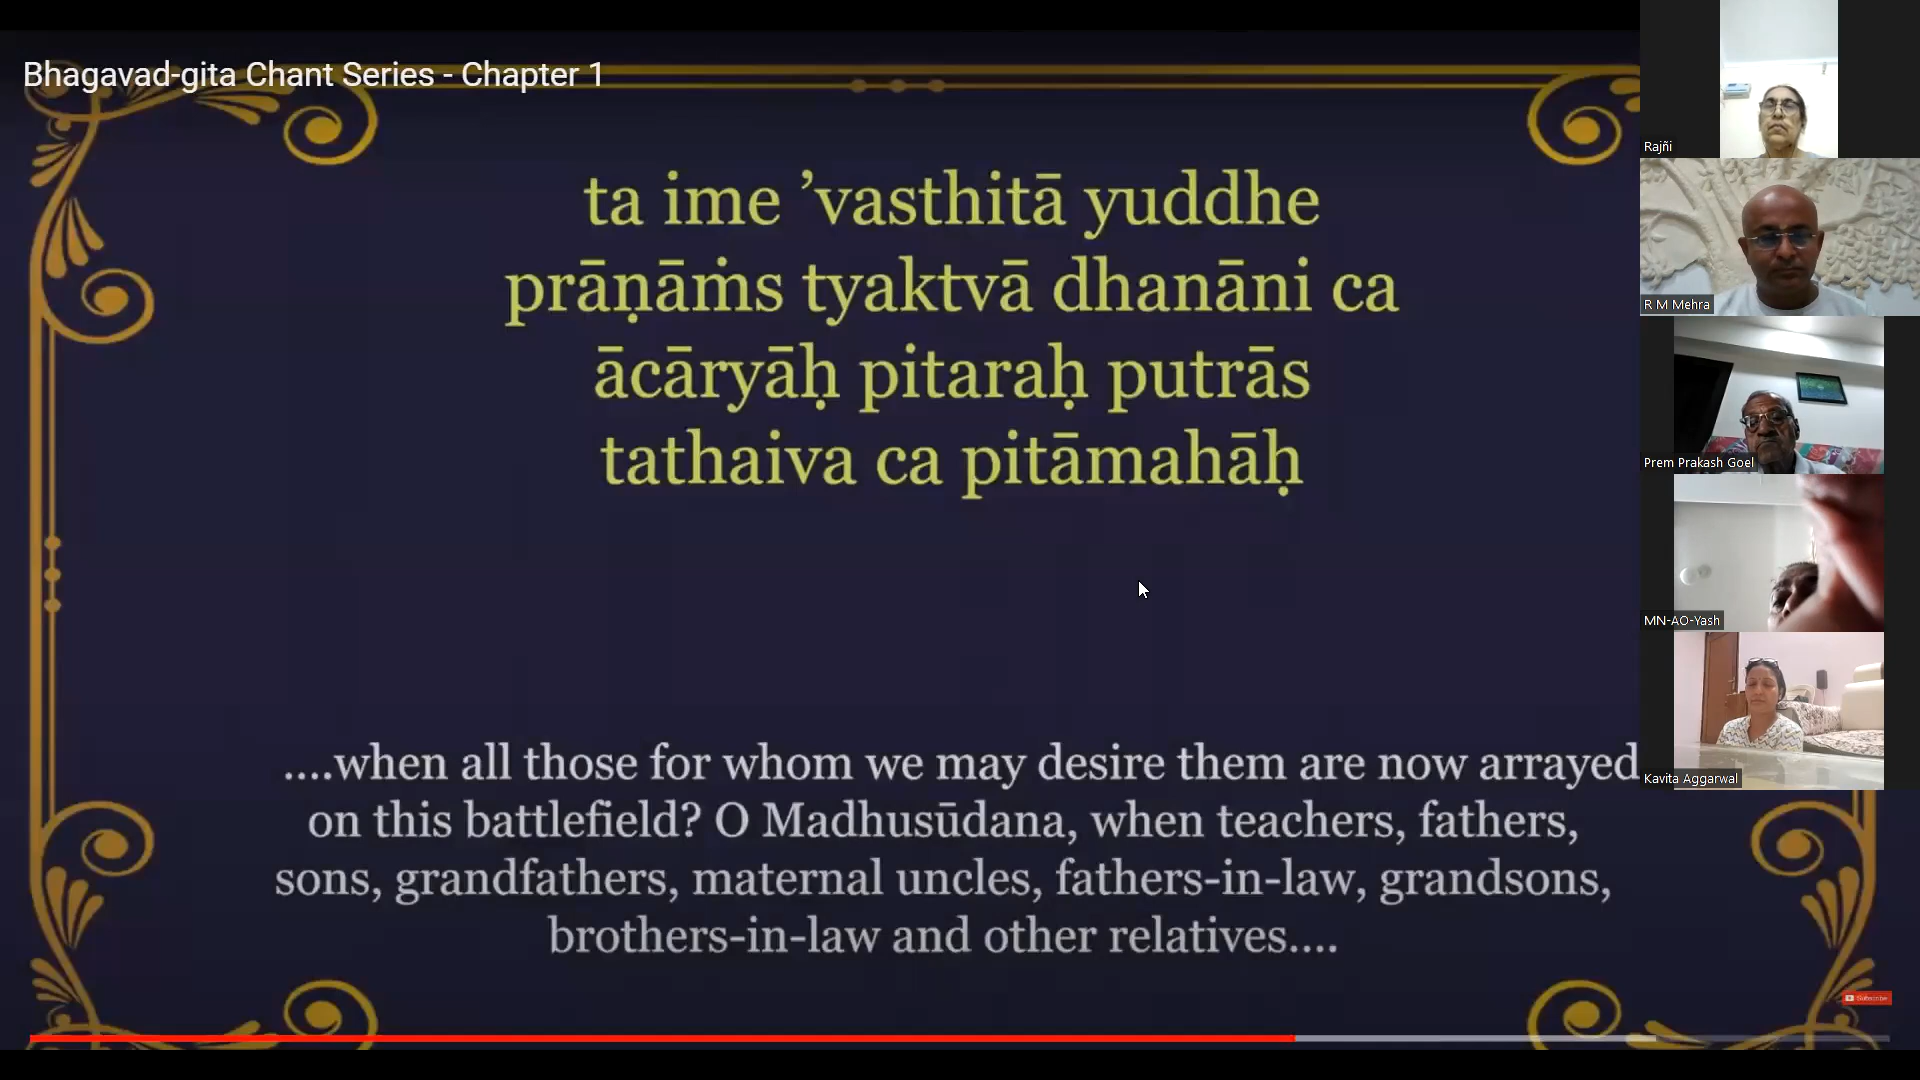 Bhagavad-gita Chant Series - Chapter 1
ta ime ’vasthitā yuddhe
prāṇāṁs tyaktvā dhanāni ca
ācāryāḥ pitaraḥ putrās
tathaiva ca pitāmahāḥ
....when all those for whom we may desire them are now arrayed
on this battlefield? O Madhusūdana, when teachers, fathers,
sons, grandfathers, maternal uncles, fathers-in-law, grandsons,
brothers-in-law and other relatives....
Rajñi
R M Mehra
Prem Prakash Goel
MN-AO-Yash
Kavita Aggarwal
Subscribe